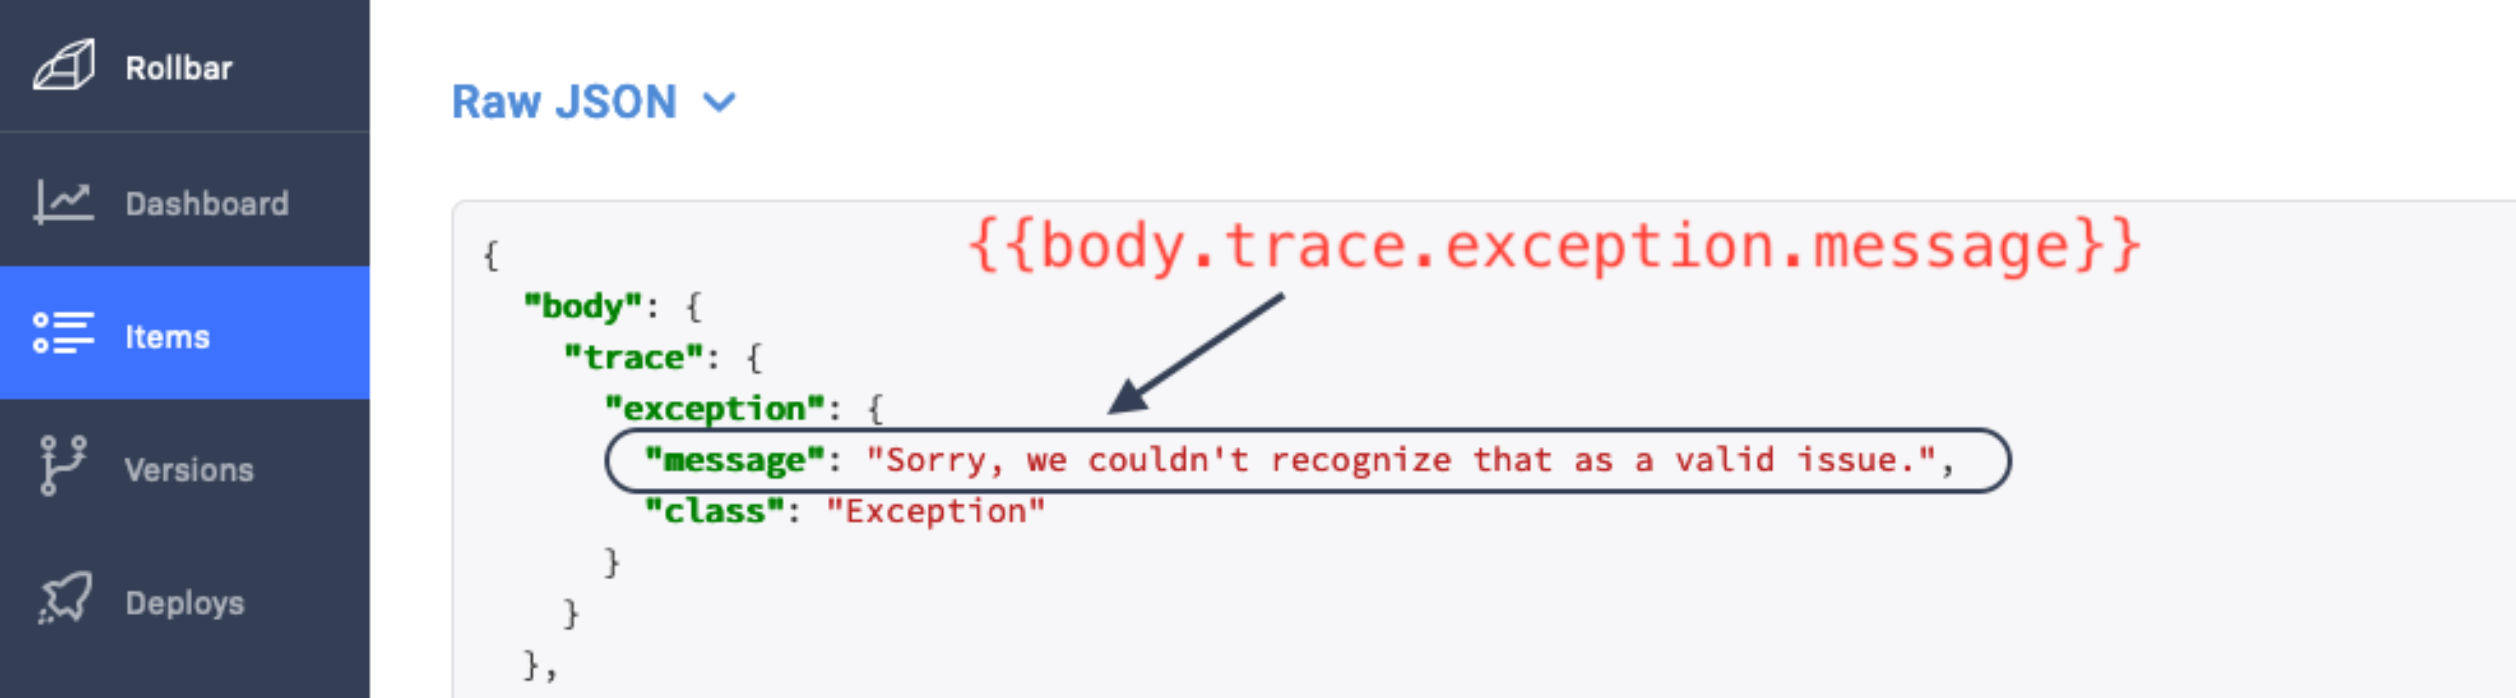 Rollbar
Dashboard
Items
Versions
Deploys
Raw JSON
{{body.trace.exception.message}}
{
"body": {
"trace": {
"exception": {
"message": "Sorry, we couldn't recognize that as a valid issue.",
"class": "Exception"
}
}
},